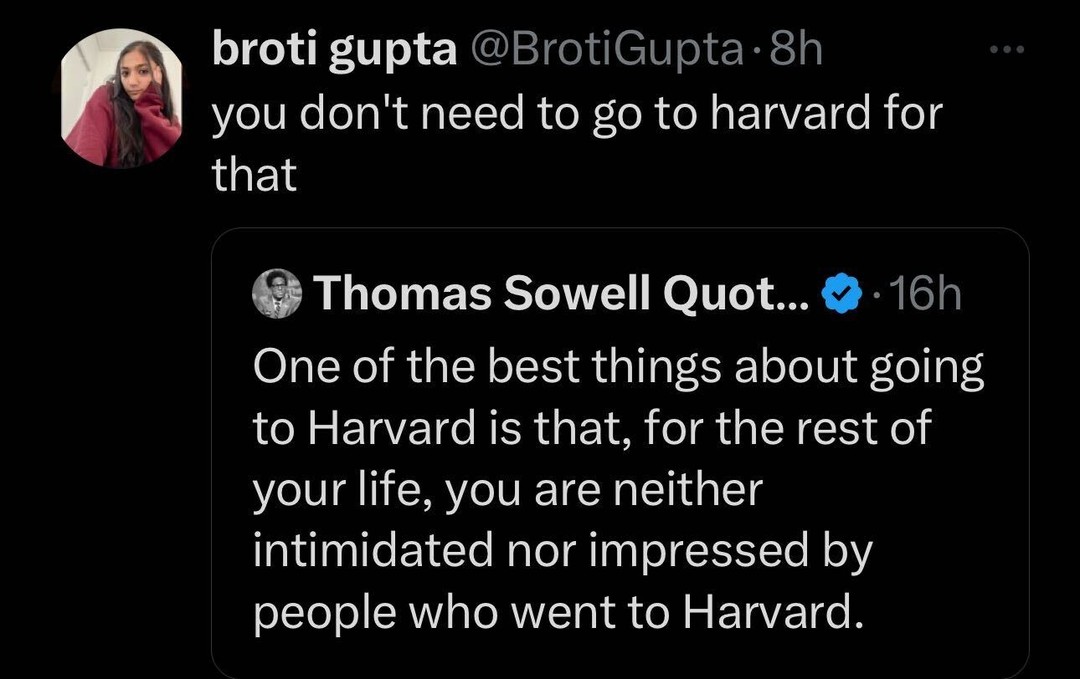 broti gupta @BrotiGupta · 8h
you don't need to go to harvard for
that
Thomas Sowell Quot... · 16h
One of the best things about going
to Harvard is that, for the rest of
your life, you are neither
intimidated nor impressed by
people who went to Harvard.